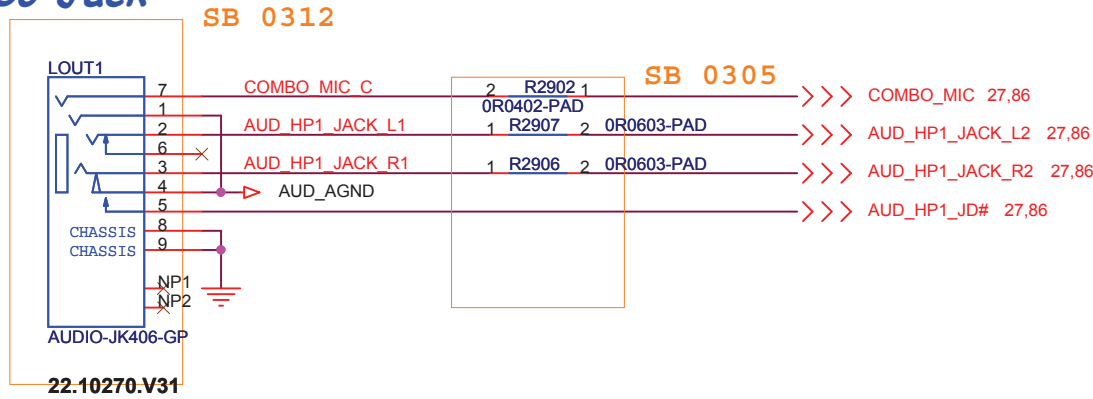 Jack
SB 0312
LOUT1
SB 0305
7 COMBO_MIC_C 2 R2902 1 COMBO_MIC 27,86
0R0402-PAD
1
2 AUD_HP1_JACK_L1 1 R2907 2 0R0603-PAD AUD_HP1_JACK_L2 27,86
6
3 AUD_HP1_JACK_R1 1 R2906 2 0R0603-PAD AUD_HP1_JACK_R2 27,86
4 AUD_AGND
5 AUD_HP1_JD# 27,86
CHASSIS 8
CHASSIS 9
NP1
NP2
AUDIO-JK406-GP
22.10270.V31